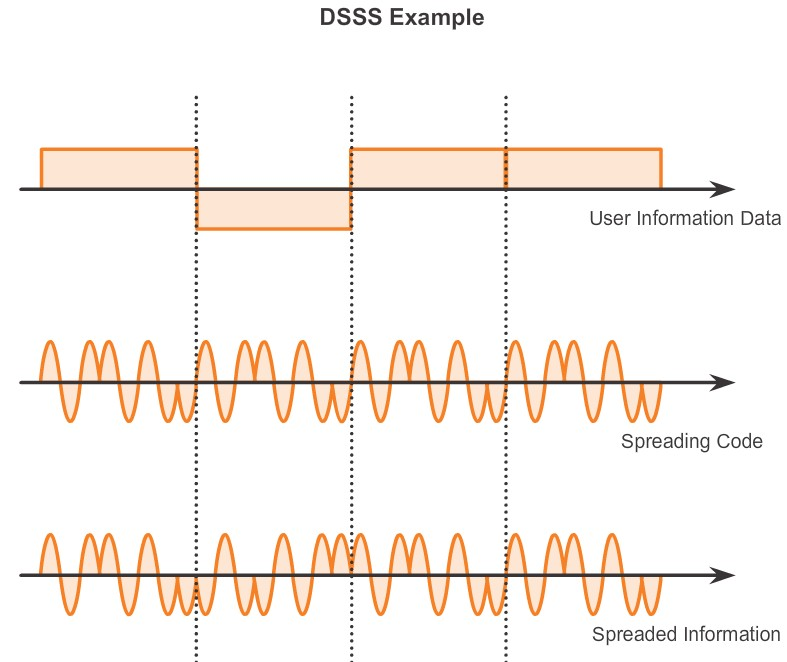 DSSS Example
User Information Data
Spreading Code
Spreaded Information